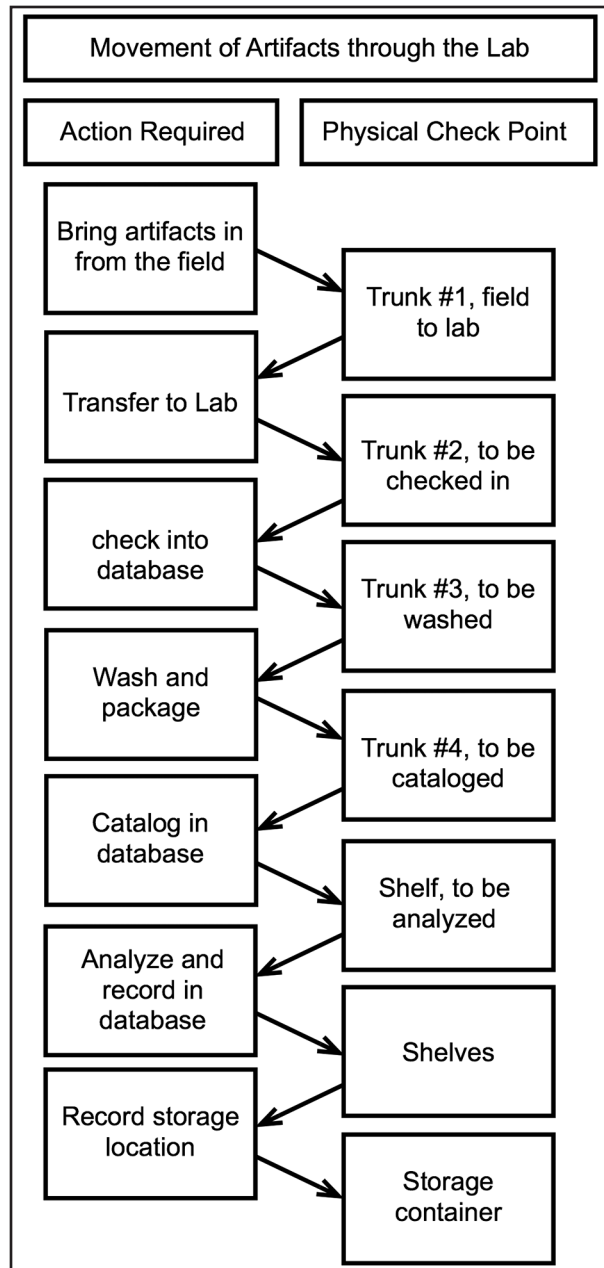 Movement of Artifacts through the Lab
Action Required
Physical Check Point
Bring artifacts in
from the field
Trunk #1, field
to lab
Transfer to Lab
Trunk #2, to be
checked in
check into
database
Trunk #3, to be
washed
Wash and
package
Trunk #4, to be
cataloged
Catalog in
database
Shelf, to be
analyzed
Analyze and
record in
database
Shelves
Record storage
location
Storage
container